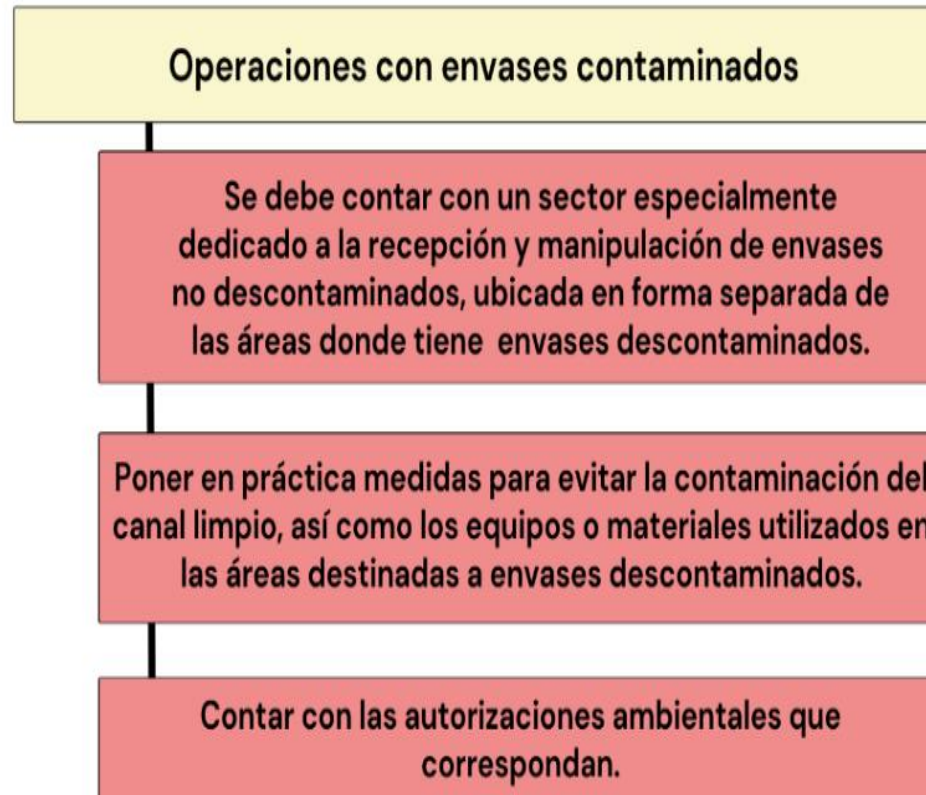 Operaciones con envases contaminados
Se debe contar con un sector especialmente
dedicado a la recepción y manipulación de envases
no descontaminados, ubicada en forma separada de
las áreas donde tiene envases descontaminados.
Poner en práctica medidas para evitar la contaminación del
canal limpio, así como los equipos o materiales utilizados en
las áreas destinadas a envases descontaminados.
Contar con las autorizaciones ambientales que
correspondan.